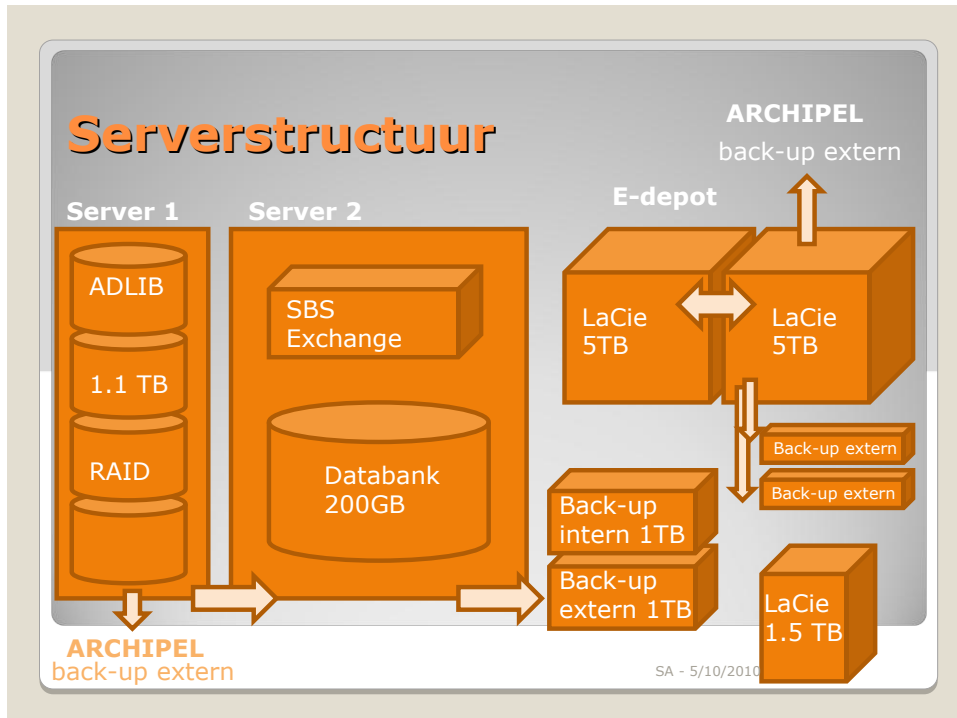 Serverstructuur
ARCHIPEL
back-up extern
Server 1
Server 2
E-depot
ADLIB
1.1 TB
RAID
SBS
Exchange
Databank
200GB
LaCie
5TB
LaCie
5TB
Back-up extern
Back-up extern
Back-up
intern 1TB
Back-up
extern 1TB
LaCie
1.5 TB
ARCHIPEL
back-up extern
SA - 5/10/2010